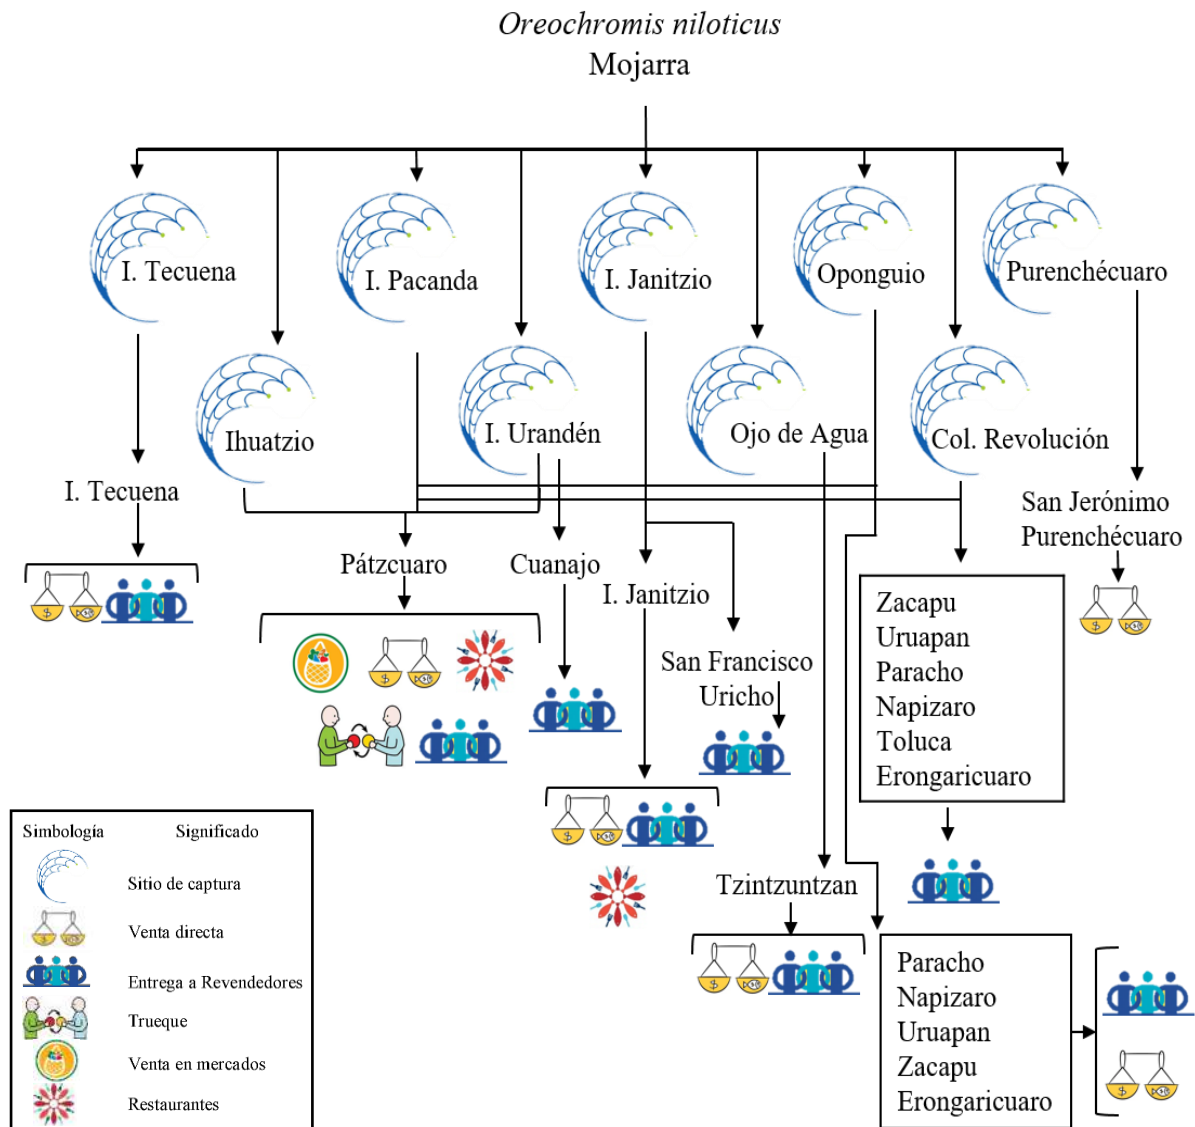 Oreochromis niloticus
Mojarra
I. Tecuena
I. Pacanda
I. Janitzio
Oponguio
Purenchécuaro
Ihuatzio
I. Urandén
Ojo de Agua
Col. Revolución
I. Tecuena
Pátzcuaro
Cuanajo
I. Janitzio
San Francisco
Uricho
San Jerónimo
Purenchécuaro
Zacapu
Uruapan
Paracho
Napizaro
Toluca
Erongaricuaro
Tzintzuntzan
Paracho
Napizaro
Uruapan
Zacapu
Erongaricuaro
Simbología Significado
Sitio de captura
Venta directa
Entrega a Revendedores
Trueque
Venta en mercados
Restaurantes